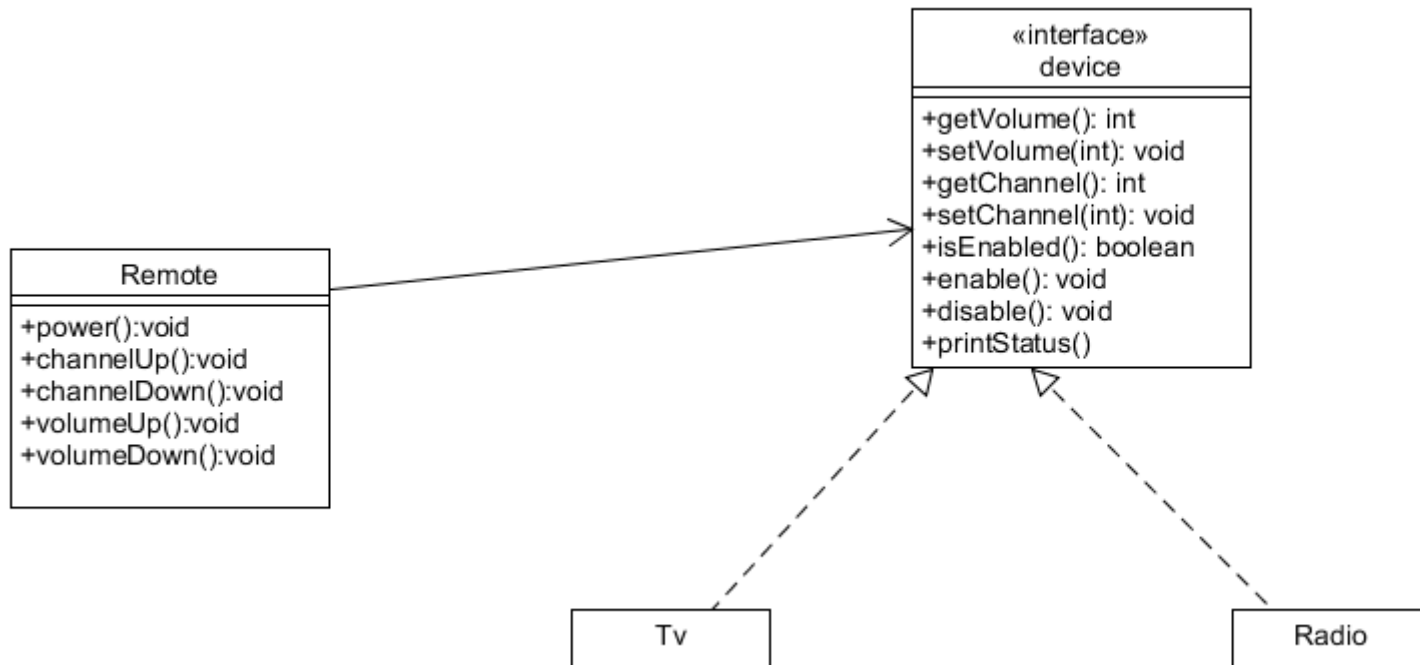 «interface»
device
+getVolume(): int
+setVolume(int): void
+getChannel(): int
+setChannel(int): void
+isEnabled(): boolean
+enable(): void
+disable(): void
+printStatus()
Remote
+power():void
+channelUp():void
+channelDown():void
+volumeUp():void
+volumeDown():void
Tv
Radio